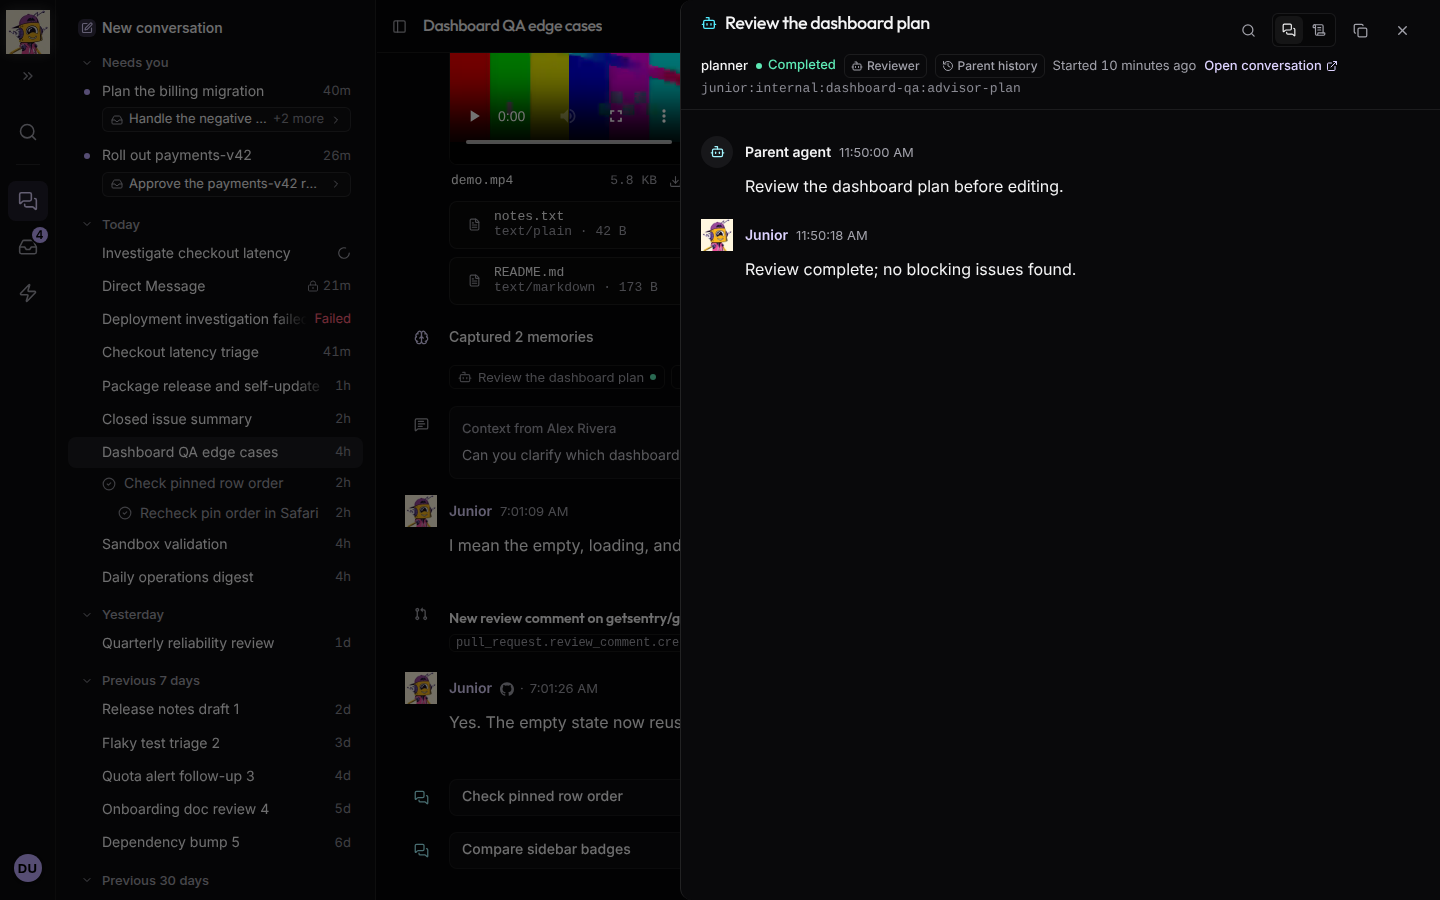 New conversation
Needs you
Plan the billing migration 40m
Handle the negative ... +2 more
Roll out payments-v42 26m
Approve the payments-v42 r...
Today
Investigate checkout latency
Direct Message 21m
Deployment investigation failed Failed
Checkout latency triage 41m
Package release and self-update 1h
Closed issue summary 2h
Dashboard QA edge cases 4h
Check pinned row order 2h
Recheck pin order in Safari 2h
Sandbox validation 4h
Daily operations digest 4h
Yesterday
Quarterly reliability review 1d
Previous 7 days
Release notes draft 1 2d
Flaky test triage 2 3d
Quota alert follow-up 3 4d
Onboarding doc review 4 5d
Dependency bump 5 6d
Previous 30 days
4
DU
Dashboard QA edge cases
0:00
demo.mp4 5.8 KB
notes.txt
text/plain · 42 B
README.md
text/markdown · 173 B
Captured 2 memories
Review the dashboard plan
Context from Alex Rivera
Can you clarify which dashboard
Junior 7:01:09 AM
I mean the empty, loading, and
New review comment on getsentry/g
pull_request.review_comment.cre
Junior · 7:01:26 AM
Yes. The empty state now reus
Check pinned row order
Compare sidebar badges
Review the dashboard plan
planner Completed Reviewer Parent history Started 10 minutes ago Open conversation
junior:internal:dashboard-qa:advisor-plan
Parent agent 11:50:00 AM
Review the dashboard plan before editing.
Junior 11:50:18 AM
Review complete; no blocking issues found.